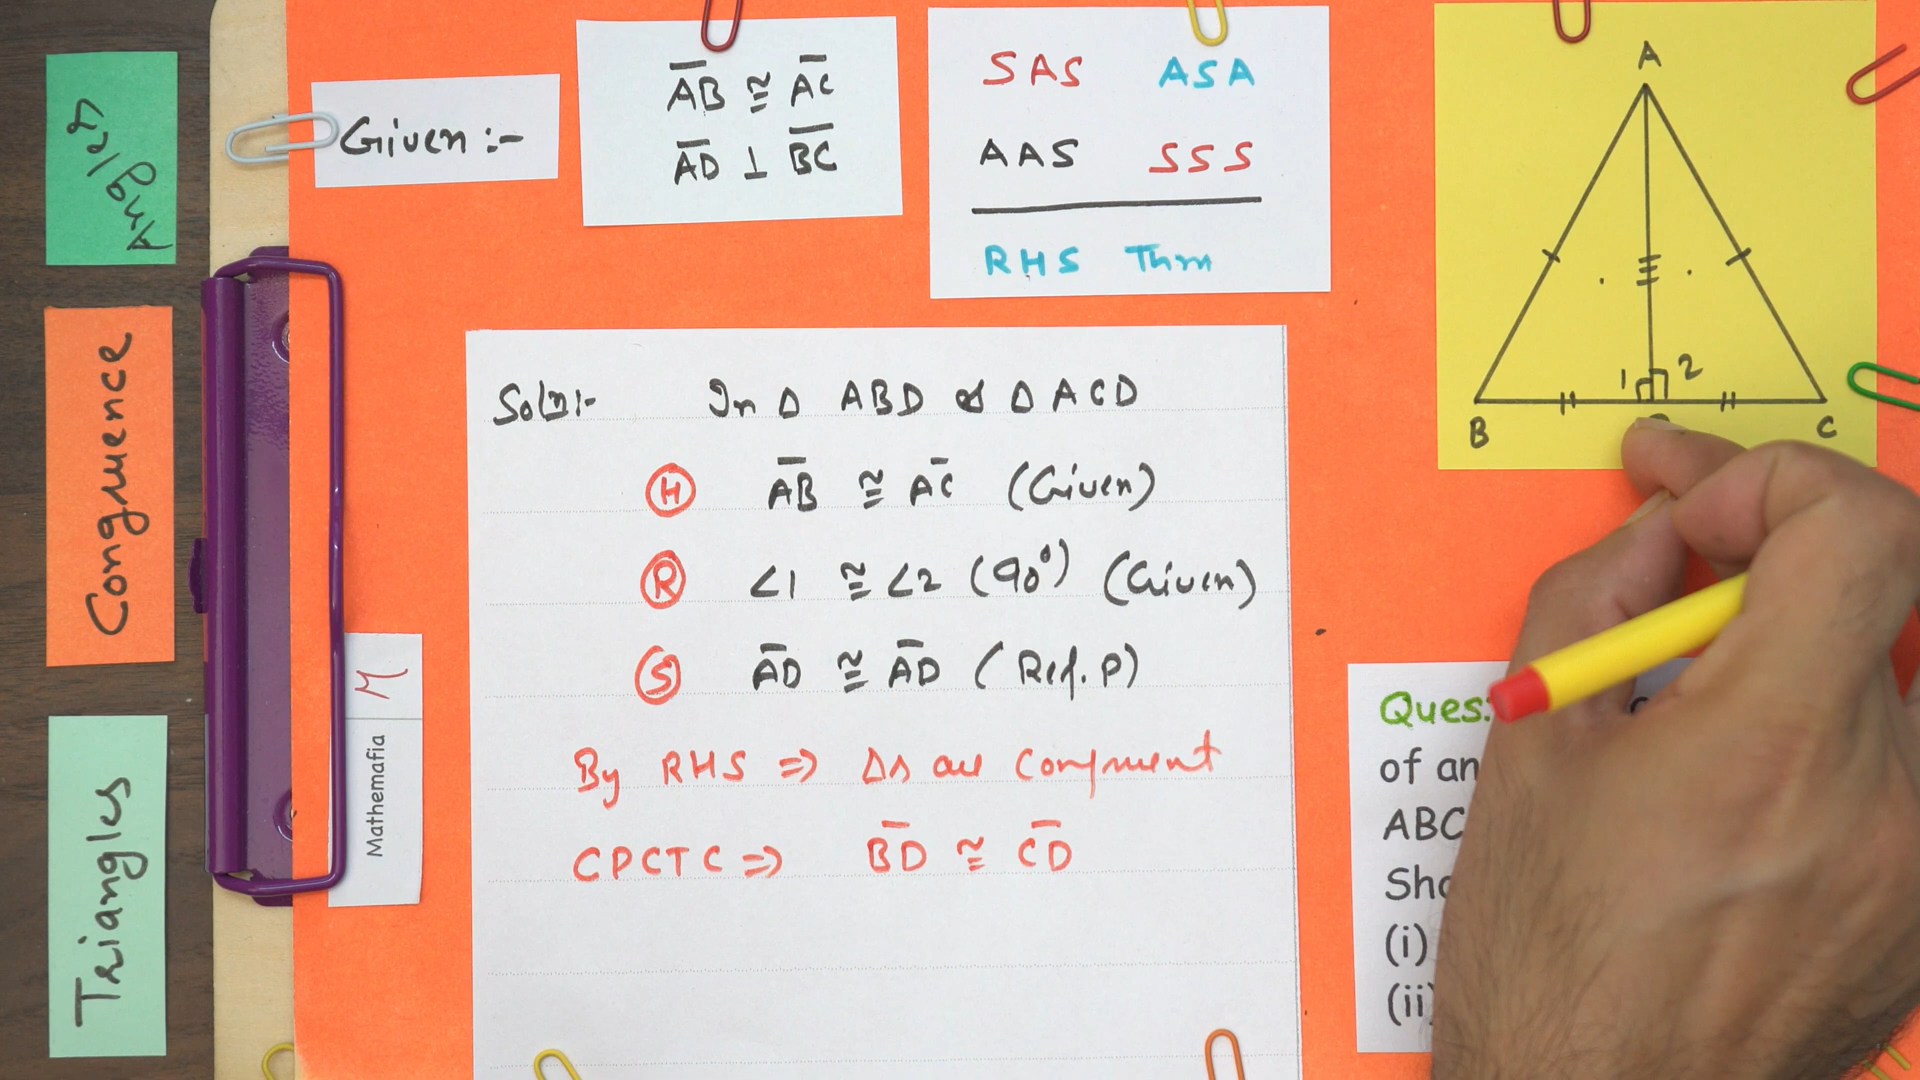 Angles
Congruence
Triangles
Mathemafia
M
Given :-
AB ≅ AC
AD ⊥ BC
SAS ASA
AAS SSS
RHS Thm
A
1 2
B C
Soln:- In Δ ABD & Δ ACD
H AB ≅ AC (Given)
R ∠1 ≅ ∠2 (90°) (Given)
S AD ≅ AD (Ref. P)
By RHS ⇒ Δs are Congruent
CPCTC ⇒ BD ≅ CD
Ques:
of an
ABC
(i)
(ii)